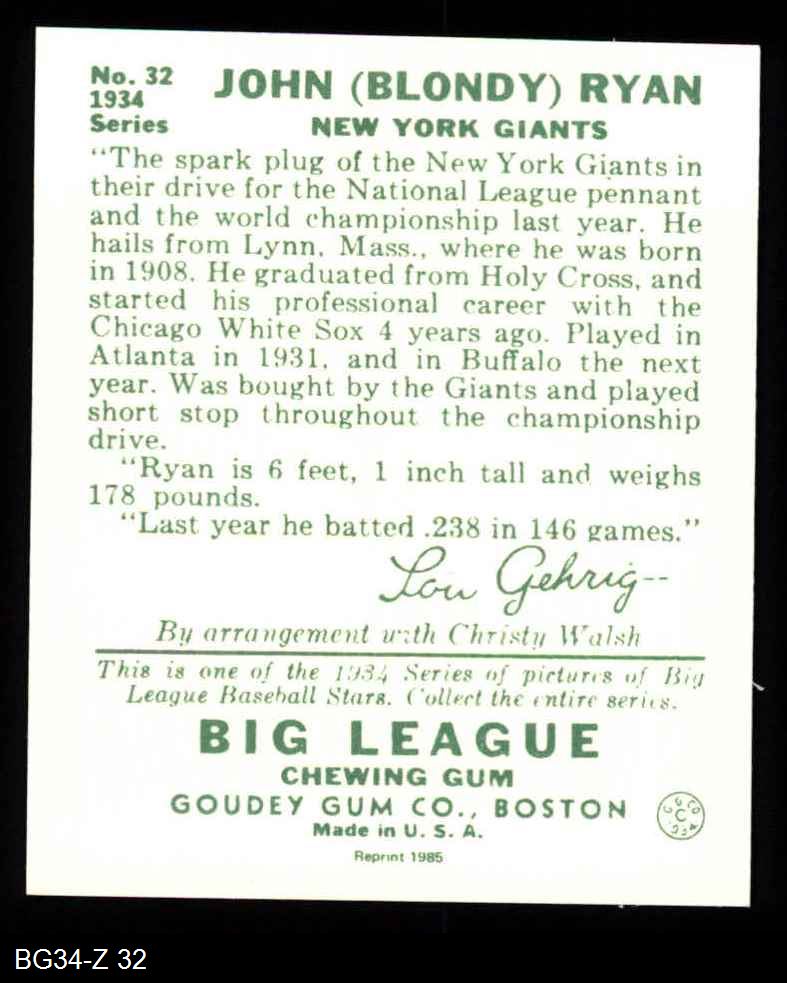 No. 32
1934
Series
JOHN (BLONDY) RYAN
NEW YORK GIANTS
"The spark plug of the New York Giants in
their drive for the National League pennant
and the world championship last year. He
hails from Lynn, Mass., where he was born
in 1908. He graduated from Holy Cross, and
started his professional career with the
Chicago White Sox 4 years ago. Played in
Atlanta in 1931, and in Buffalo the next
year. Was bought by the Giants and played
short stop throughout the championship
drive.
"Ryan is 6 feet, 1 inch tall and weighs
178 pounds.
"Last year he batted .238 in 146 games."
Lou Gehrig--
By arrangement with Christy Walsh
This is one of the 1934 Series of pictures of Big
League Baseball Stars. Collect the entire series.
BIG LEAGUE
CHEWING GUM
GOUDEY GUM CO., BOSTON
Made in U. S. A.
Reprint 1985
BG34-Z 32